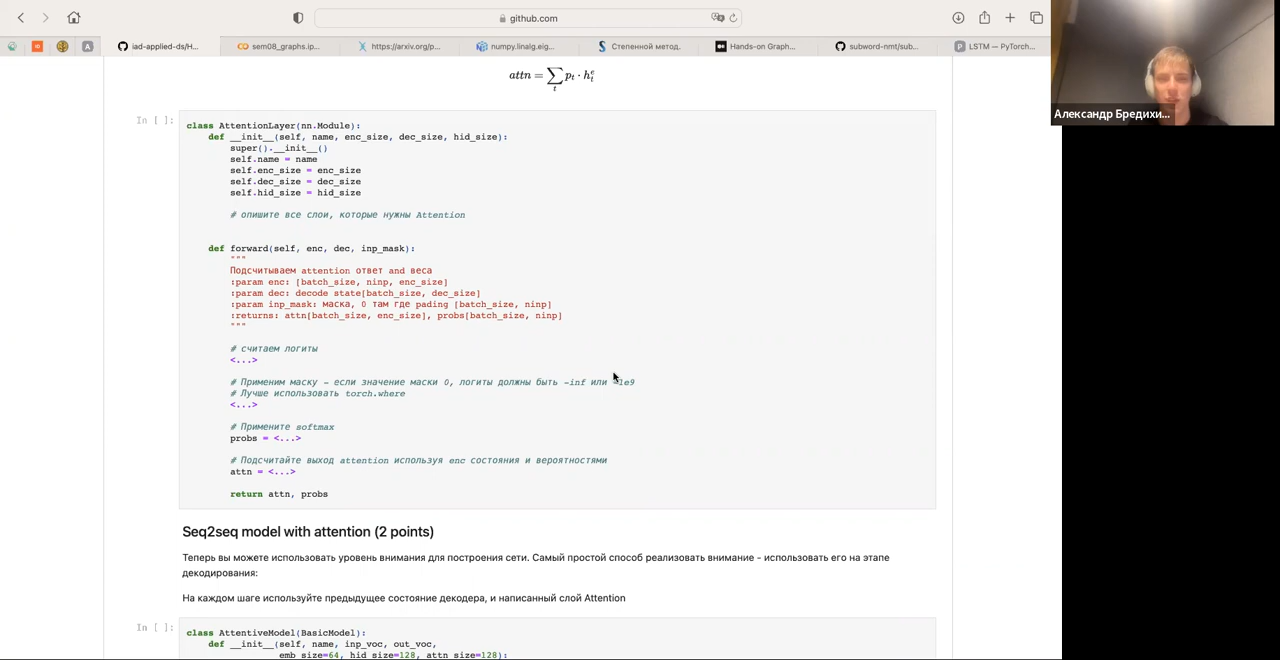 github.com
iad-applied-ds/H...
sem08_graphs.ip...
https://arxiv.org/p...
numpy.linalg.eig...
Степенной метод.
Hands-on Graph...
subword-nmt/sub...
LSTM — PyTorch...
Александр Бредихи...
attn = ∑ₜ pₜ · hₜᵉ
In [ ]:
class AttentionLayer(nn.Module):
def __init__(self, name, enc_size, dec_size, hid_size):
super().__init__()
self.name = name
self.enc_size = enc_size
self.dec_size = dec_size
self.hid_size = hid_size
# опишите все слои, которые нужны Attention
def forward(self, enc, dec, inp_mask):
"""
Подсчитываем attention ответ and веса
:param enc: [batch_size, ninp, enc_size]
:param dec: decode state[batch_size, dec_size]
:param inp_mask: маска, 0 там где pading [batch_size, ninp]
:returns: attn[batch_size, enc_size], probs[batch_size, ninp]
"""
# считаем логиты
<...>
# Применим маску - если значение маски 0, логиты должны быть -inf или -1e9
# Лучше использовать torch.where
<...>
# Примените softmax
probs = <...>
# Подсчитайте выход attention используя enc состояния и вероятностями
attn = <...>
return attn, probs
Seq2seq model with attention (2 points)
Теперь вы можете использовать уровень внимания для построения сети. Самый простой способ реализовать внимание - использовать его на этапе
декодирования:
На каждом шаге используйте предыдущее состояние декодера, и написанный слой Attention
In [ ]:
class AttentiveModel(BasicModel):
def __init__(self, name, inp_voc, out_voc,
emb_size=64, hid_size=128, attn_size=128):